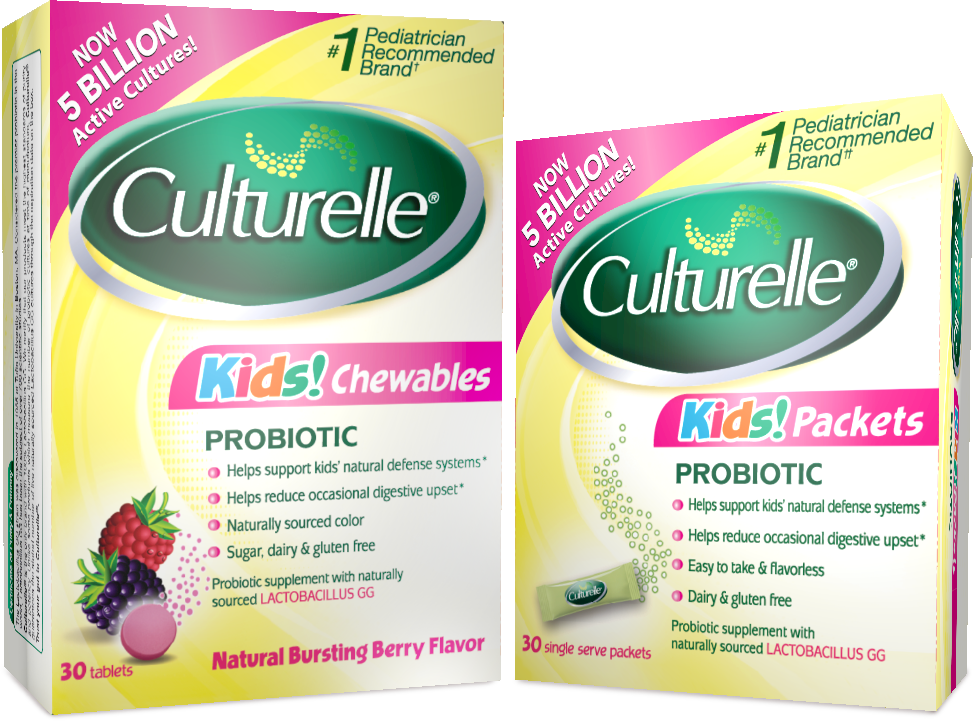 NOW
5 BILLION
Active Cultures!
#1 Pediatrician
Recommended
Brand†
Culturelle®
Kids! Chewables
PROBIOTIC
Helps support kids' natural defense systems*
Helps reduce occasional digestive upset*
Naturally sourced color
Sugar, dairy & gluten free
Probiotic supplement with naturally
sourced LACTOBACILLUS GG
30 tablets
Natural Bursting Berry Flavor
NOW
5 BILLION
Active Cultures!
#1 Pediatrician
Recommended
Brand††
Culturelle®
Kids! Packets
PROBIOTIC
Helps support kids' natural defense systems*
Helps reduce occasional digestive upset*
Easy to take & flavorless
Dairy & gluten free
Culturelle
Probiotic supplement with
naturally sourced LACTOBACILLUS GG
30 single serve packets